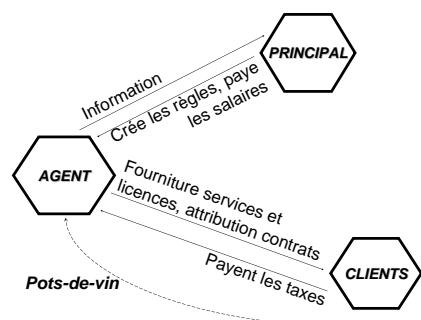 PRINCIPAL
Information
Crée les règles, paye
les salaires
AGENT
Fourniture services et
licences, attribution contrats
Payent les taxes
CLIENTS
Pots-de-vin